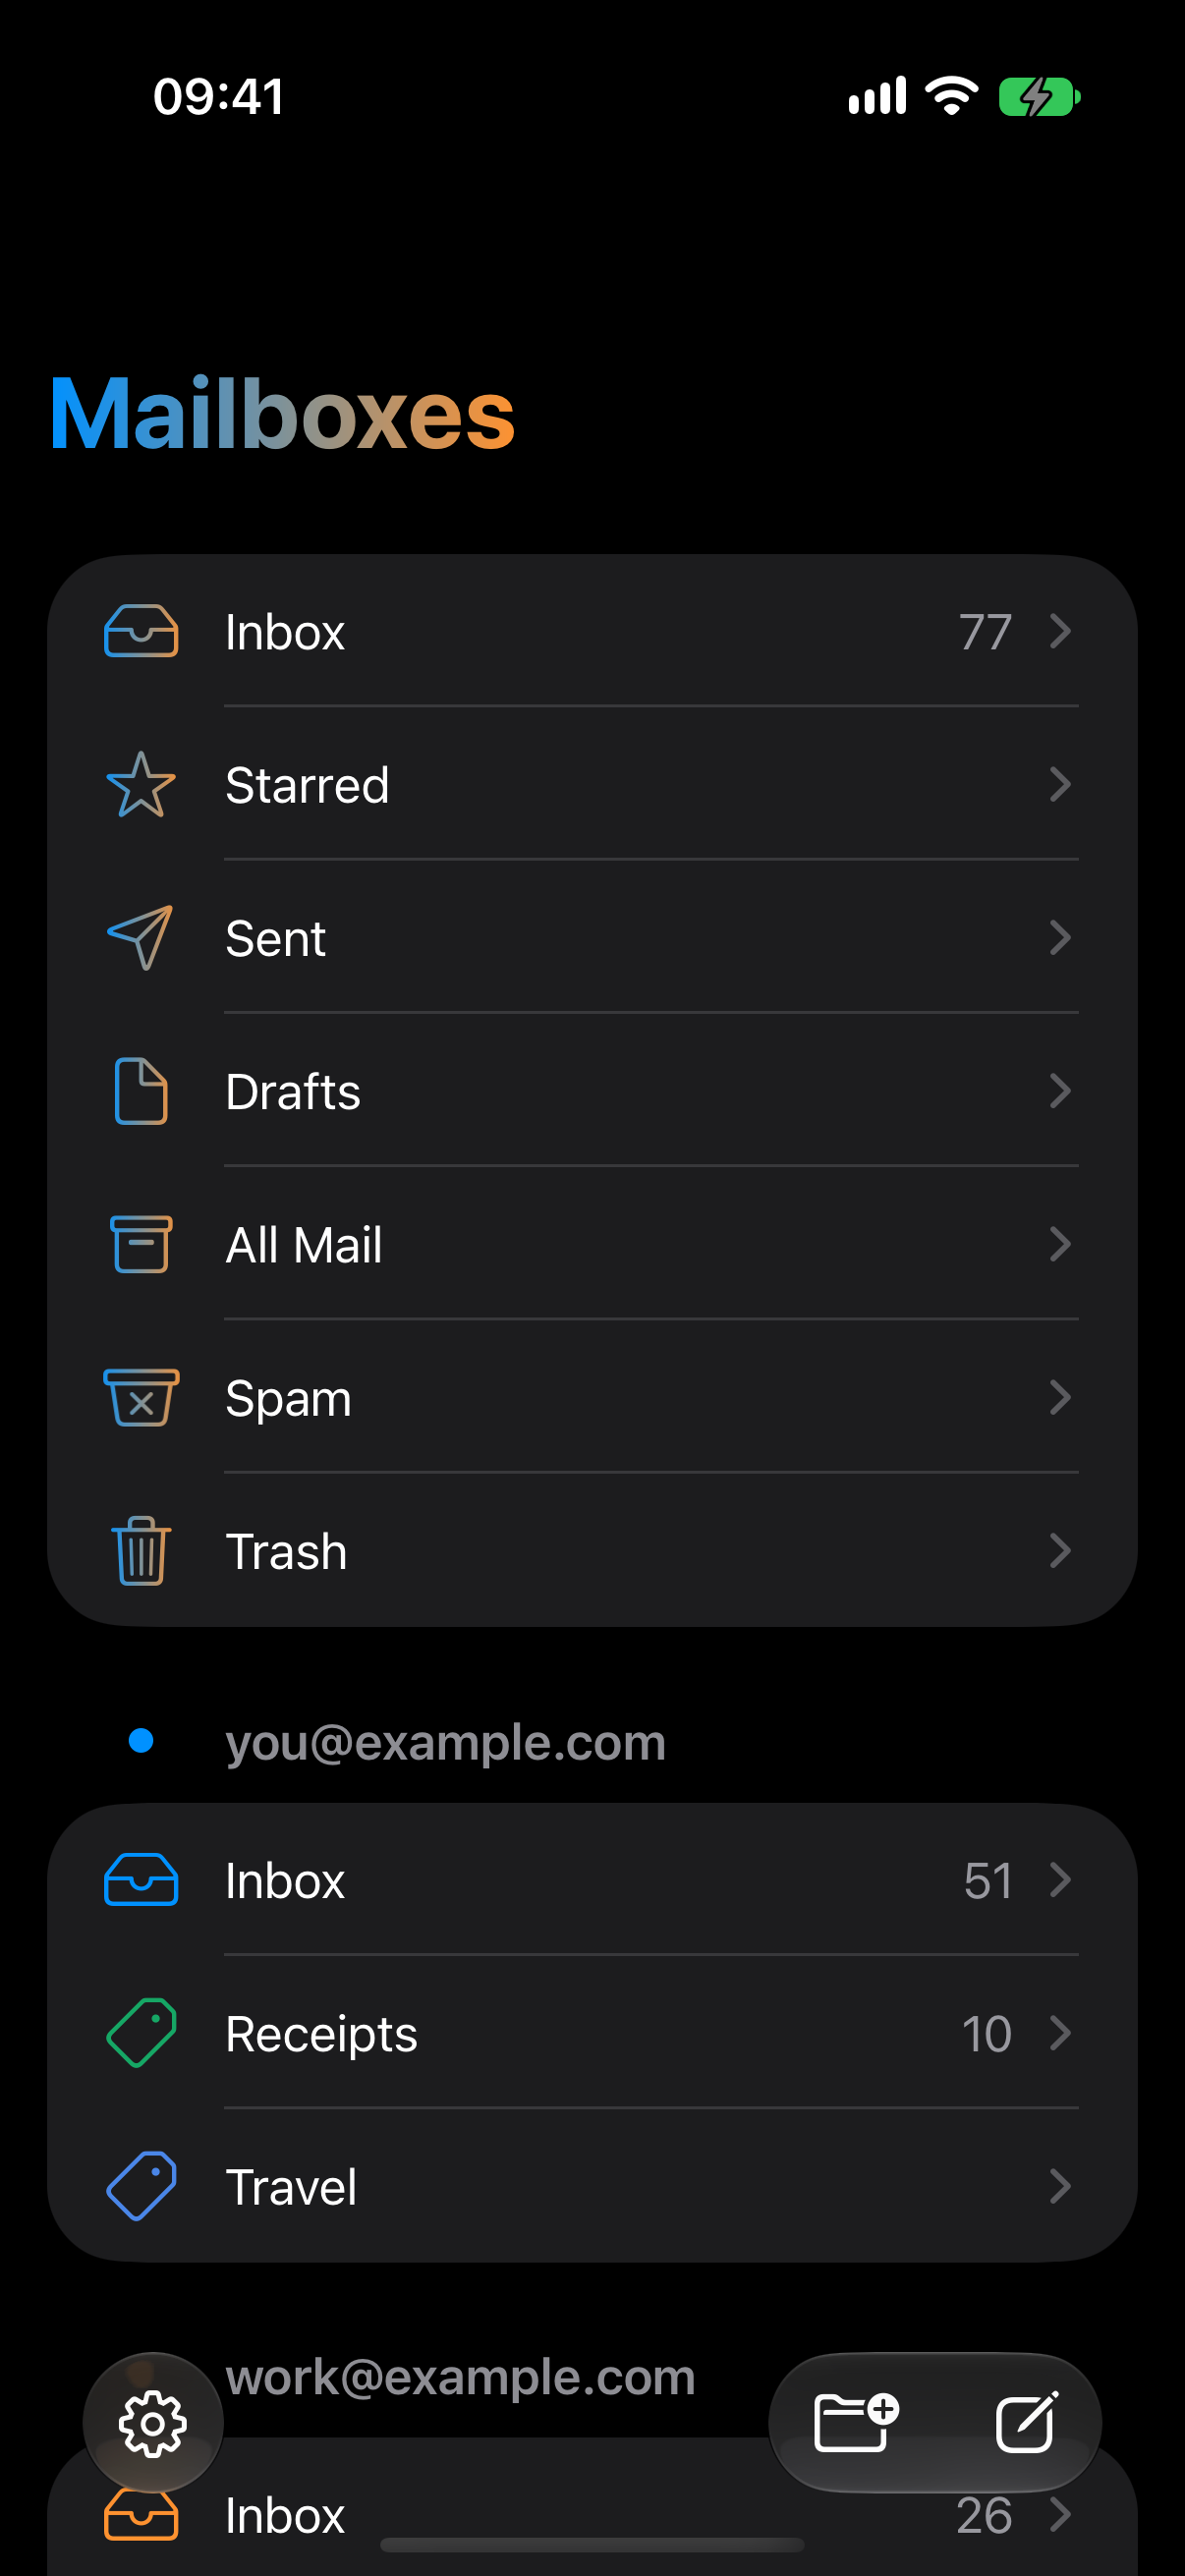 09:41
Mailboxes
Inbox 77
Starred
Sent
Drafts
All Mail
Spam
Trash
you@example.com
Inbox 51
Receipts 10
Travel
work@example.com
Inbox 26